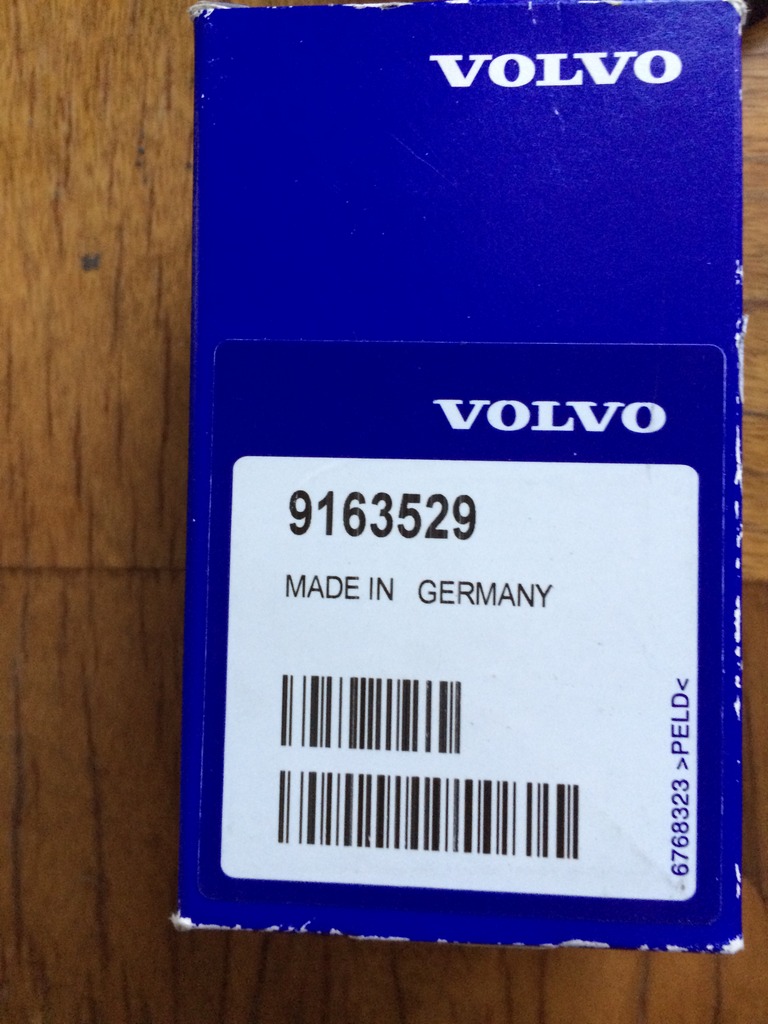 VOLVO
VOLVO
9163529
MADE IN GERMANY
6768323 >PELD<